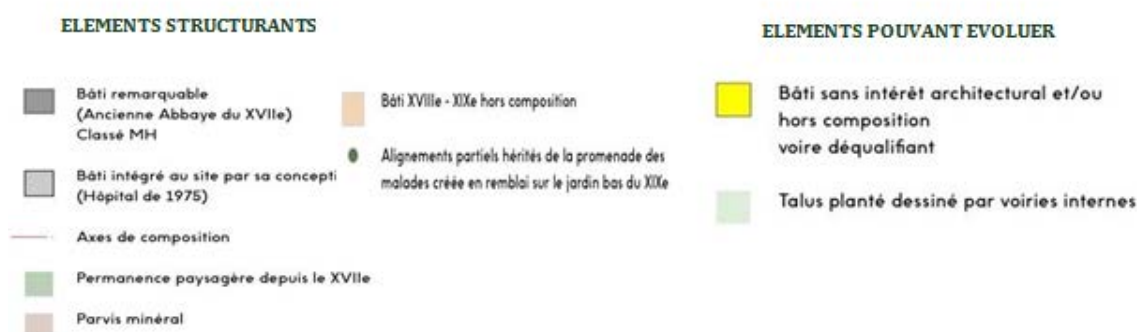 ELEMENTS STRUCTURANTS
Bâti remarquable
(Ancienne Abbaye du XVIIe)
Classé MH
Bâti intégré au site par sa concepti
(Hôpital de 1975)
Axes de composition
Permanence paysagère depuis le XVIIe
Parvis minéral
Bâti XVIIIe - XIXe hors composition
Alignements partiels hérités de la promenade des
malades créée en remblai sur le jardin bas du XIXe
ELEMENTS POUVANT EVOLUER
Bâti sans intérêt architectural et/ou
hors composition
voire déqualifiant
Talus planté dessiné par voiries internes